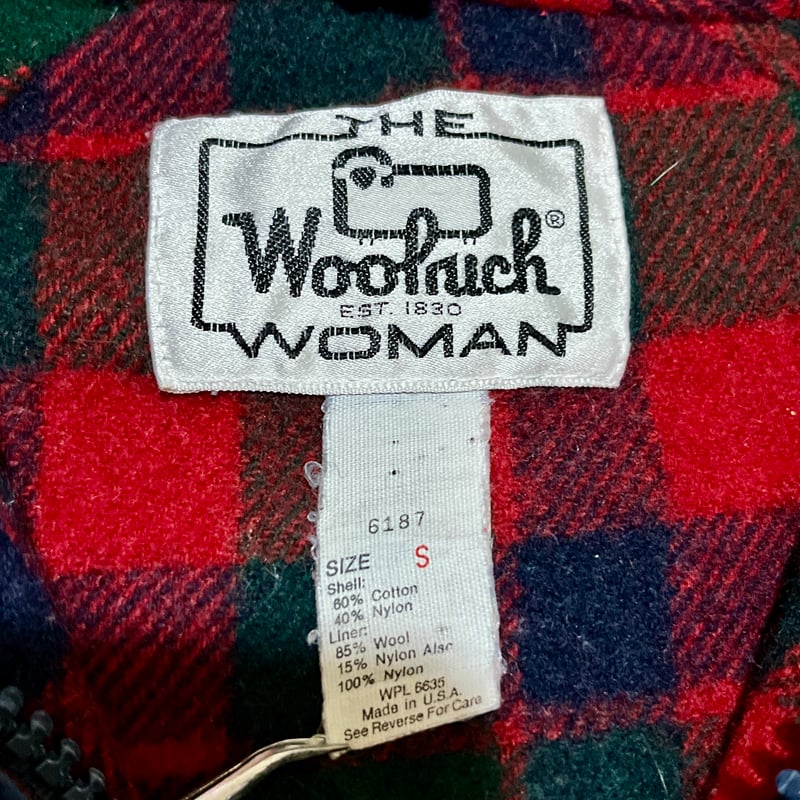 THE
Woolrich®
EST. 1830
WOMAN
6187
SIZE S
Shell:
60% Cotton
40% Nylon
Liner:
85% Wool
15% Nylon Also
100% Nylon
WPL 6635
Made in U.S.A.
See Reverse For Care